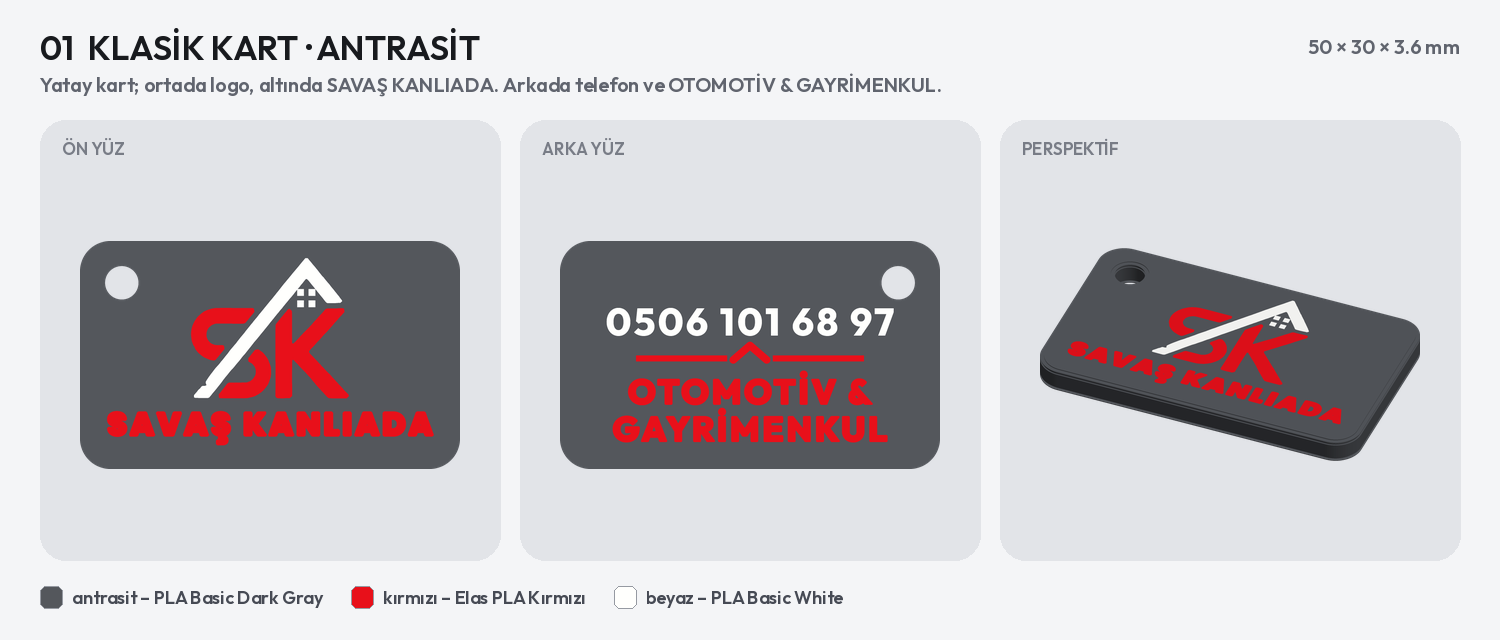 01 KLASİK KART · ANTRASİT
50 × 30 × 3.6 mm
Yatay kart; ortada logo, altında SAVAŞ KANLIADA. Arkada telefon ve OTOMOTİV & GAYRİMENKUL.
ÖN YÜZ
SK
SAVAŞ KANLIADA
ARKA YÜZ
0506 101 68 97
OTOMOTİV &
GAYRİMENKUL
PERSPEKTİF
SK
SAVAŞ KANLIADA
antrasit – PLA Basic Dark Gray
kırmızı – Elas PLA Kırmızı
beyaz – PLA Basic White